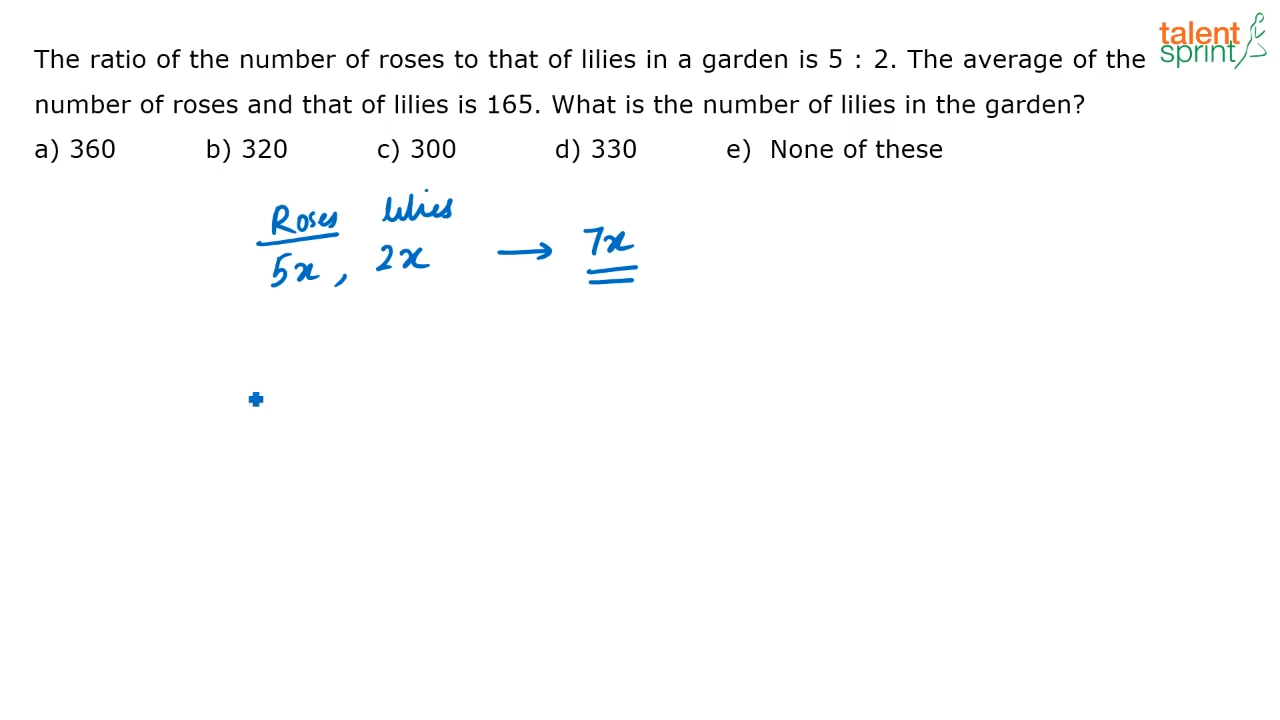 talent
sprint
The ratio of the number of roses to that of lilies in a garden is 5 : 2. The average of the
number of roses and that of lilies is 165. What is the number of lilies in the garden?
a) 360 b) 320 c) 300 d) 330 e) None of these
Roses lilies
5x , 2x → 7x